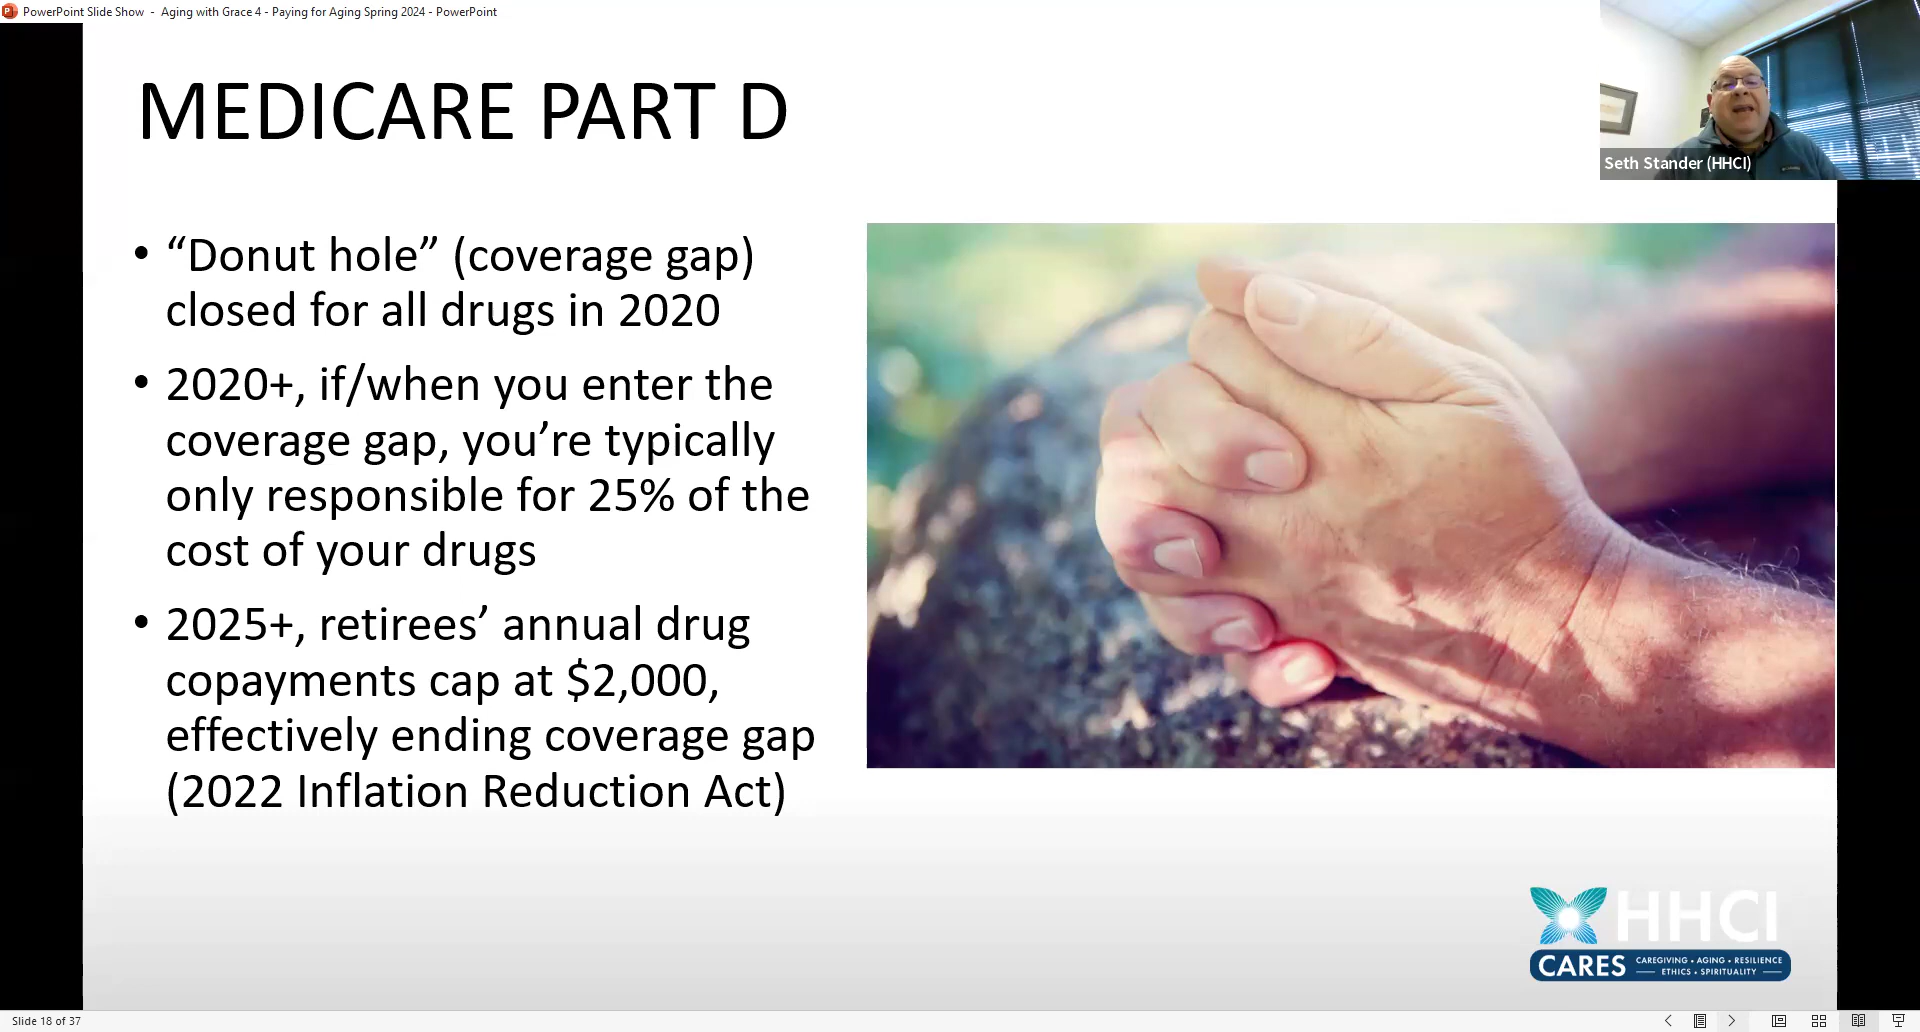 PowerPoint Slide Show - Aging with Grace 4 - Paying for Aging Spring 2024 - PowerPoint
MEDICARE PART D
Seth Stander (HHCI)
• “Donut hole” (coverage gap)
closed for all drugs in 2020
• 2020+, if/when you enter the
coverage gap, you’re typically
only responsible for 25% of the
cost of your drugs
• 2025+, retirees’ annual drug
copayments cap at $2,000,
effectively ending coverage gap
(2022 Inflation Reduction Act)
HHCI
CARES
CAREGIVING • AGING • RESILIENCE
ETHICS • SPIRITUALITY
Slide 18 of 37